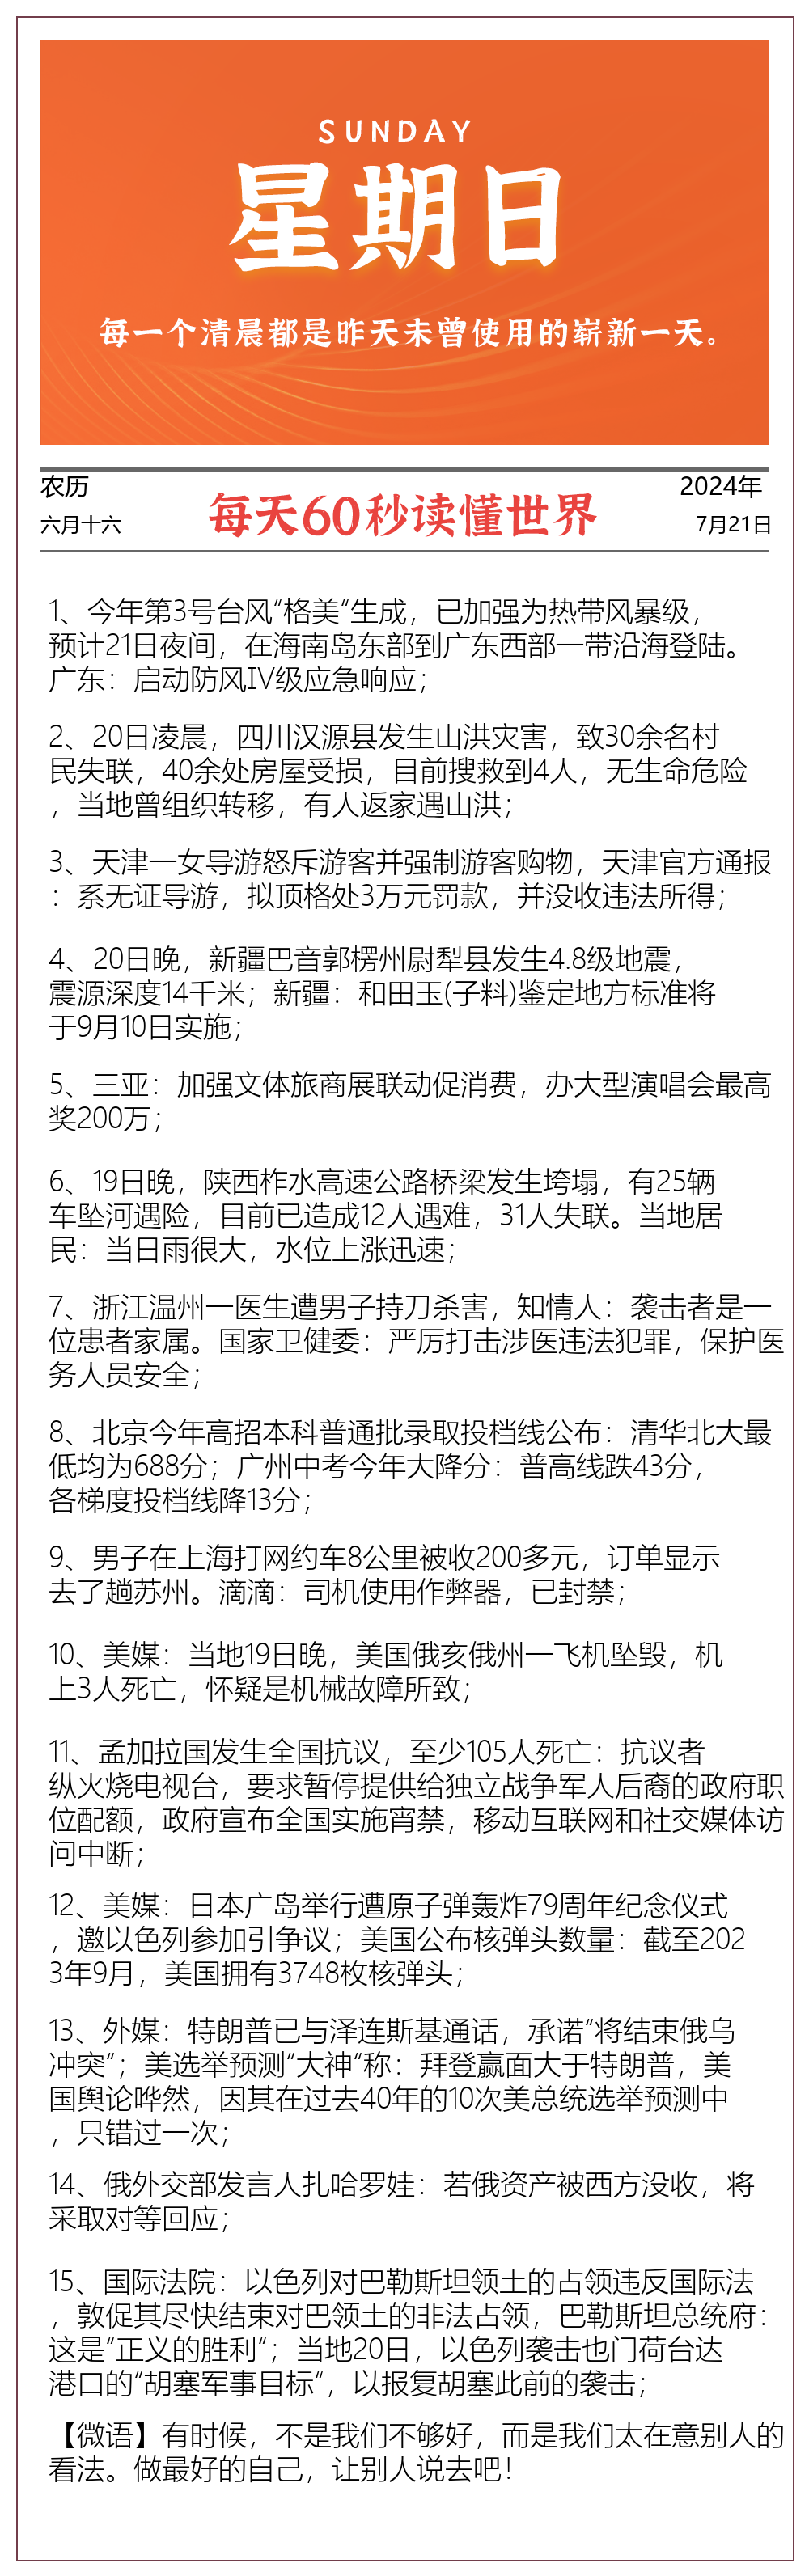 SUNDAY
星期日
每一个清晨都是昨天未曾使用的崭新一天。
农历
六月十六
每天60秒读懂世界
2024年
7月21日
1、今年第3号台风“格美“生成，已加强为热带风暴级，
预计21日夜间，在海南岛东部到广东西部一带沿海登陆。
广东：启动防风IV级应急响应；
2、20日凌晨，四川汉源县发生山洪灾害，致30余名村
民失联，40余处房屋受损，目前搜救到4人，无生命危险
，当地曾组织转移，有人返家遇山洪；
3、天津一女导游怒斥游客并强制游客购物，天津官方通报
：系无证导游，拟顶格处3万元罚款，并没收违法所得；
4、20日晚，新疆巴音郭楞州尉犁县发生4.8级地震，
震源深度14千米；新疆：和田玉(子料)鉴定地方标准将
于9月10日实施；
5、三亚：加强文体旅商展联动促消费，办大型演唱会最高
奖200万；
6、19日晚，陕西柞水高速公路桥梁发生垮塌，有25辆
车坠河遇险，目前已造成12人遇难，31人失联。当地居
民：当日雨很大，水位上涨迅速；
7、浙江温州一医生遭男子持刀杀害，知情人：袭击者是一
位患者家属。国家卫健委：严厉打击涉医违法犯罪，保护医
务人员安全；
8、北京今年高招本科普通批录取投档线公布：清华北大最
低均为688分；广州中考今年大降分：普高线跌43分，
各梯度投档线降13分；
9、男子在上海打网约车8公里被收200多元，订单显示
去了趟苏州。滴滴：司机使用作弊器，已封禁；
10、美媒：当地19日晚，美国俄亥俄州一飞机坠毁，机
上3人死亡，怀疑是机械故障所致；
11、孟加拉国发生全国抗议，至少105人死亡：抗议者
纵火烧电视台，要求暂停提供给独立战争军人后裔的政府职
位配额，政府宣布全国实施宵禁，移动互联网和社交媒体访
问中断；
12、美媒：日本广岛举行遭原子弹轰炸79周年纪念仪式
，邀以色列参加引争议；美国公布核弹头数量：截至202
3年9月，美国拥有3748枚核弹头；
13、外媒：特朗普已与泽连斯基通话，承诺“将结束俄乌
冲突“；美选举预测“大神“称：拜登赢面大于特朗普，美
国舆论哗然，因其在过去40年的10次美总统选举预测中
，只错过一次；
14、俄外交部发言人扎哈罗娃：若俄资产被西方没收，将
采取对等回应；
15、国际法院：以色列对巴勒斯坦领土的占领违反国际法
，敦促其尽快结束对巴领土的非法占领，巴勒斯坦总统府：
这是“正义的胜利“；当地20日，以色列袭击也门荷台达
港口的“胡塞军事目标“，以报复胡塞此前的袭击；
【微语】有时候，不是我们不够好，而是我们太在意别人的
看法。做最好的自己，让别人说去吧！